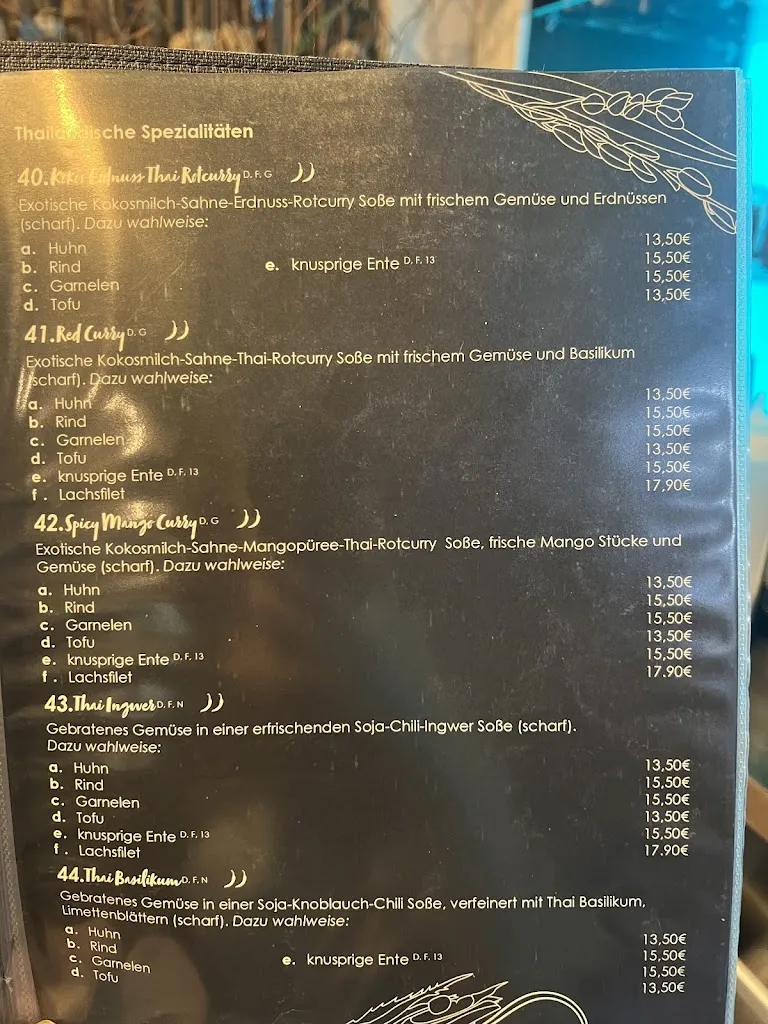 Thailändische Spezialitäten
40. Koko Erdnuss Thai Rotcurry D, F, G
Exotische Kokosmilch-Sahne-Erdnuss-Rotcurry Soße mit frischem Gemüse und Erdnüssen
(scharf). Dazu wahlweise:
a. Huhn 13,50€
b. Rind e. knusprige Ente D, F, 13 15,50€
c. Garnelen 15,50€
d. Tofu 13,50€
41. Red Curry D, G
Exotische Kokosmilch-Sahne-Thai-Rotcurry Soße mit frischem Gemüse und Basilikum
(scharf). Dazu wahlweise:
a. Huhn 13,50€
b. Rind 15,50€
c. Garnelen 15,50€
d. Tofu 13,50€
e. knusprige Ente D, F, 13 15,50€
f. Lachsfilet 17,90€
42. Spicy Mango Curry D, G
Exotische Kokosmilch-Sahne-Mangopüree-Thai-Rotcurry Soße, frische Mango Stücke und
Gemüse (scharf). Dazu wahlweise:
a. Huhn 13,50€
b. Rind 15,50€
c. Garnelen 15,50€
d. Tofu 13,50€
e. knusprige Ente D, F, 13 15,50€
f. Lachsfilet 17.90€
43. Thai Ingwer D, F, N
Gebratenes Gemüse in einer erfrischenden Soja-Chili-Ingwer Soße (scharf).
Dazu wahlweise:
a. Huhn 13,50€
b. Rind 15,50€
c. Garnelen 15,50€
d. Tofu 13,50€
e. knusprige Ente D, F, 13 15,50€
f. Lachsfilet 17.90€
44. Thai Basilikum D, F, N
Gebratenes Gemüse in einer Soja-Knoblauch-Chili Soße, verfeinert mit Thai Basilikum,
Limettenblättern (scharf). Dazu wahlweise:
a. Huhn 13,50€
b. Rind e. knusprige Ente D, F, 13 15,50€
c. Garnelen 15,50€
d. Tofu 13,50€